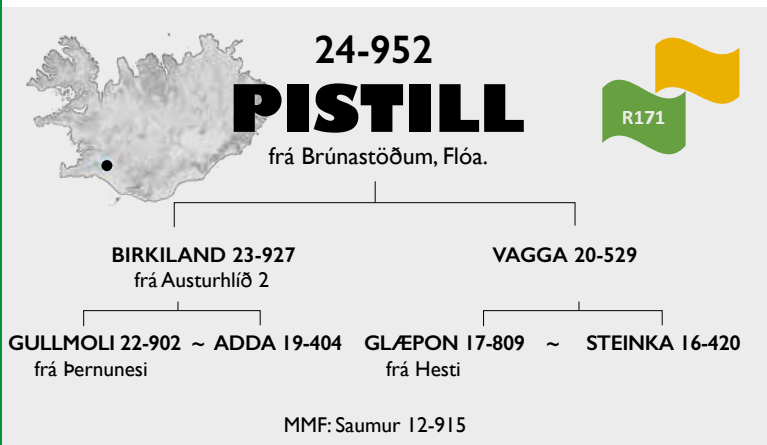 24-952
PISTILL
frá Brúnastöðum, Flóa.
R171
BIRKILAND 23-927
frá Austurhlíð 2
VAGGA 20-529
GULLMOLI 22-902 ~ ADDA 19-404
frá Þernunesi
GLÆPON 17-809 ~ STEINKA 16-420
frá Hesti
MMF: Saumur 12-915